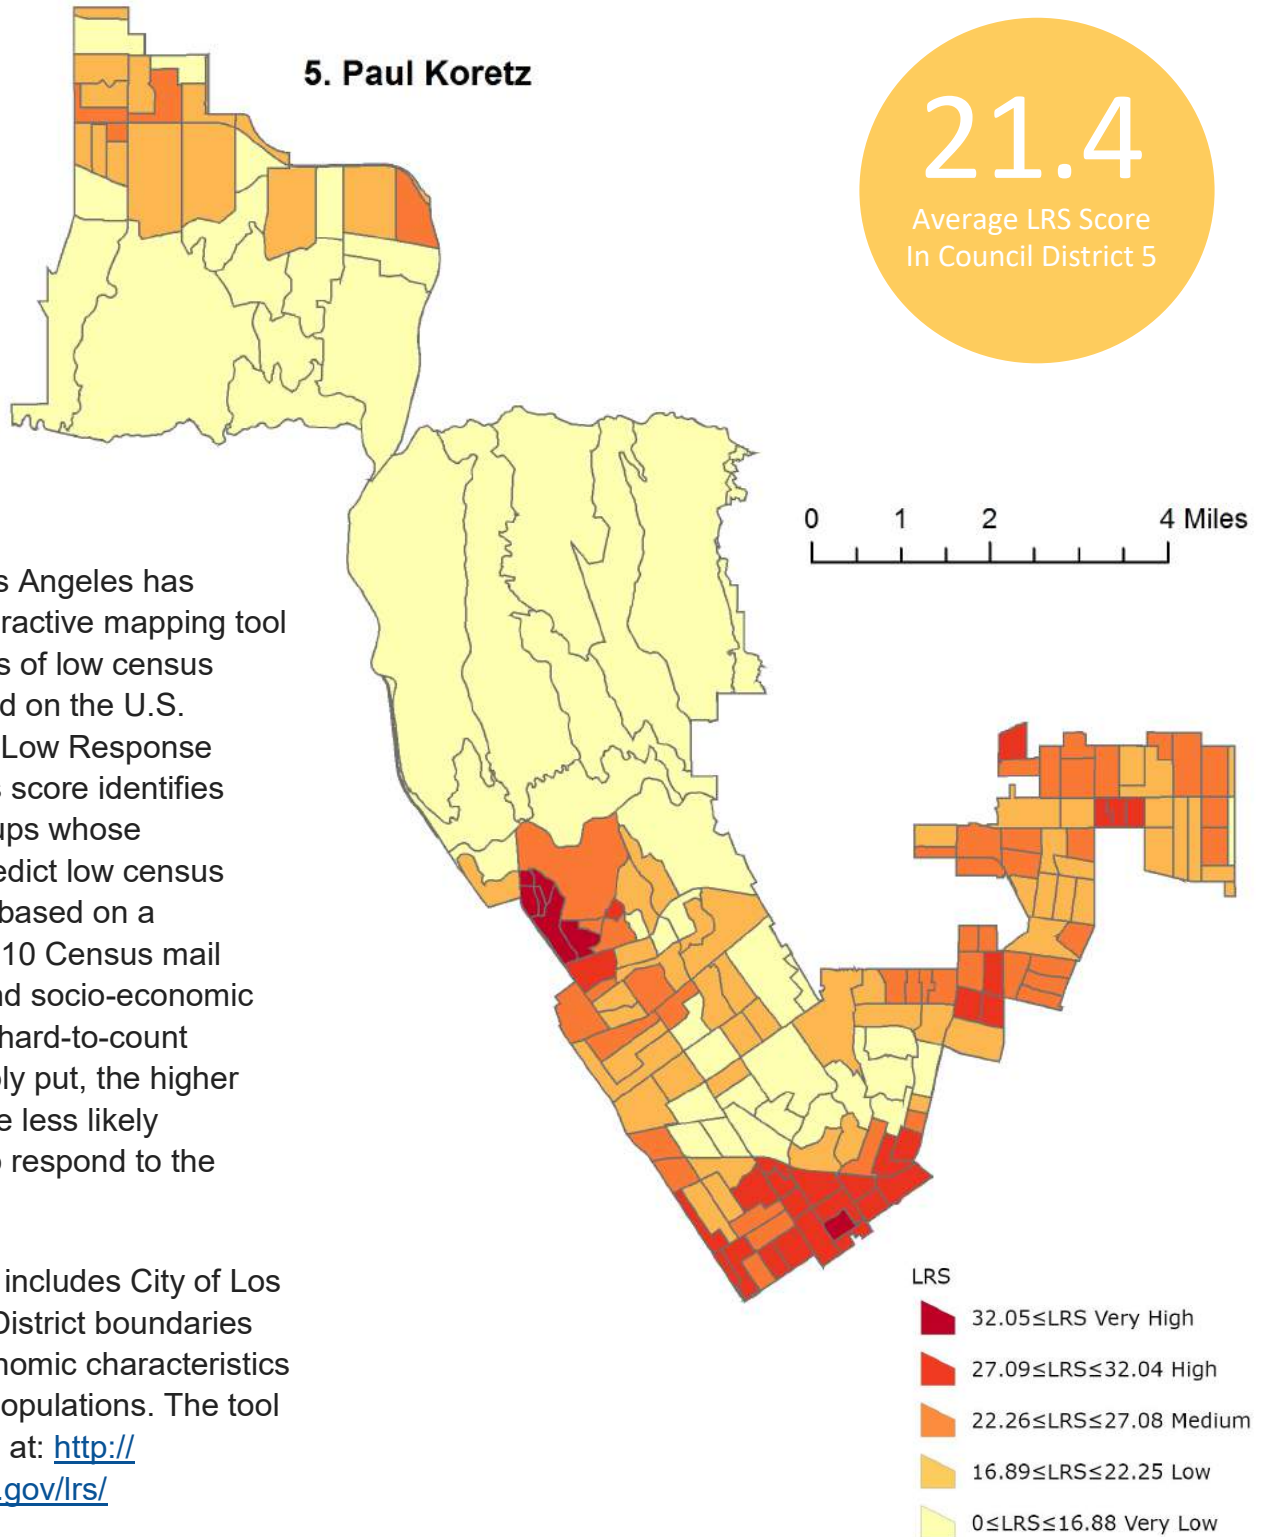 5. Paul Koretz
21.4
Average LRS Score
In Council District 5
0 1 2 4 Miles
s Angeles has
ractive mapping tool
s of low census
d on the U.S.
Low Response
s score identifies
ups whose
edict low census
based on a
10 Census mail
nd socio-economic
hard-to-count
ply put, the higher
e less likely
o respond to the
includes City of Los
District boundaries
nomic characteristics
opulations. The tool
at: http://
.gov/lrs/
LRS
32.05≤LRS Very High
27.09≤LRS≤32.04 High
22.26≤LRS≤27.08 Medium
16.89≤LRS≤22.25 Low
0≤LRS≤16.88 Very Low